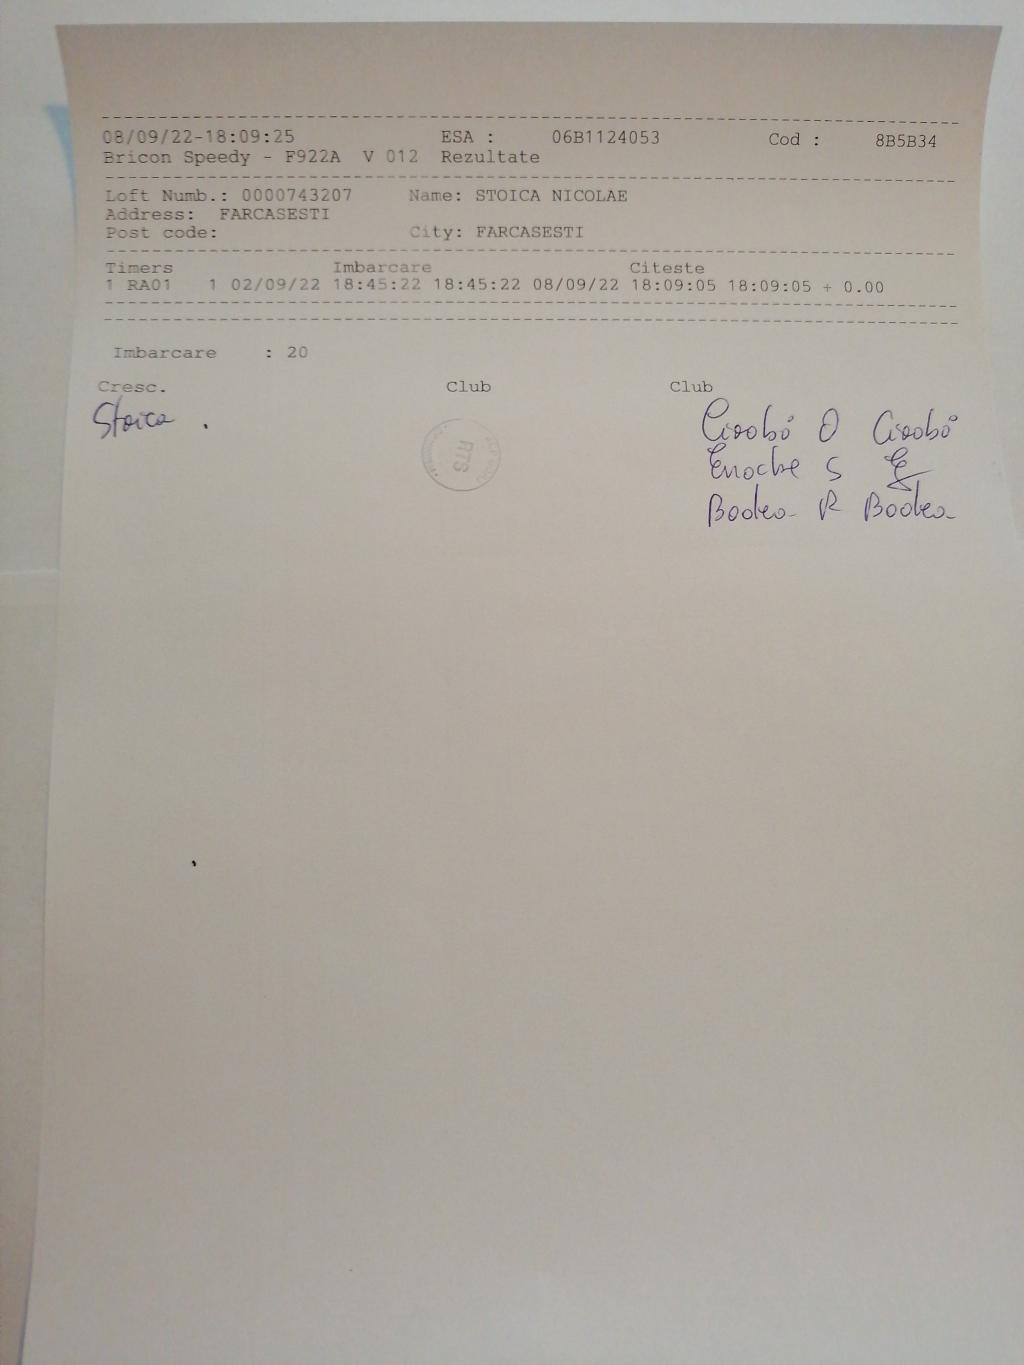 08/09/22-18:09:25 ESA : 06B1124053 Cod : 8B5B34
Bricon Speedy - F922A V 012 Rezultate
Loft Numb.: 0000743207 Name: STOICA NICOLAE
Address: FARCASESTI
Post code: City: FARCASESTI
Timers Imbarcare Citeste
1 RA01 1 02/09/22 18:45:22 18:45:22 08/09/22 18:09:05 18:09:05 + 0.00
Imbarcare : 20
Cresc. Club Club
Stoica
RTS
Enoche S
Bodea R Bodea